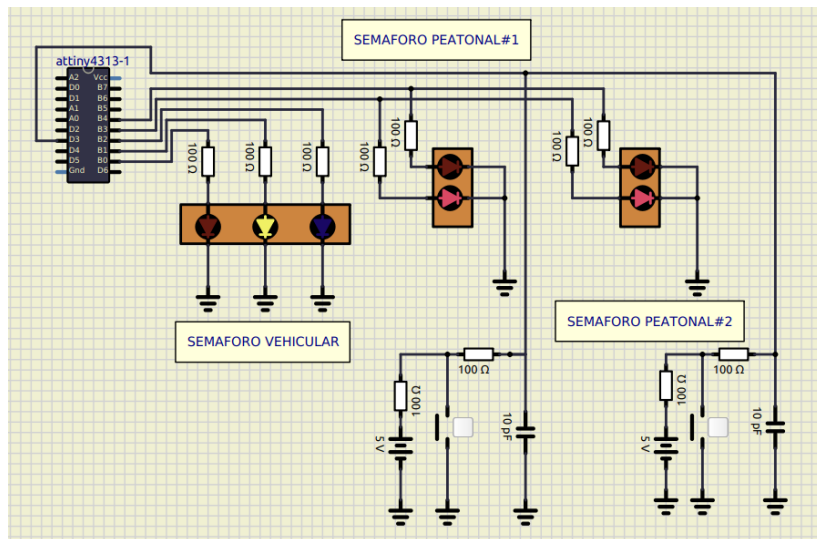 SEMAFORO PEATONAL#1
attiny4313-1
A2 Vcc
D0 B7
D1 B6
A1 B5
A0 B4
D2 B3
D3 B2
D4 B1
D5 B0
Gnd D6
100 Ω
100 Ω
100 Ω
100 Ω
100 Ω
100 Ω
100 Ω
SEMAFORO VEHICULAR
SEMAFORO PEATONAL#2
100 Ω
100 Ω
5 V
10 pF
100 Ω
100 Ω
5 V
10 pF